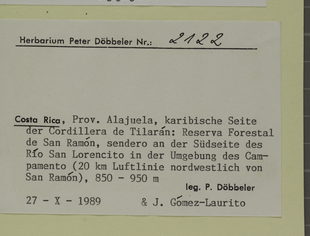 Herbarium Peter Döbbeler Nr.: 2122
Costa Rica, Prov. Alajuela, karibische Seite
der Cordillera de Tilarán: Reserva Forestal
de San Ramón, sendero an der Südseite des
Río San Lorencito in der Umgebung des Cam-
pamento (20 km Luftlinie nordwestlich von
San Ramón), 850 - 950 m
leg. P. Döbbeler
27 - X - 1989 & J. Gómez-Laurito